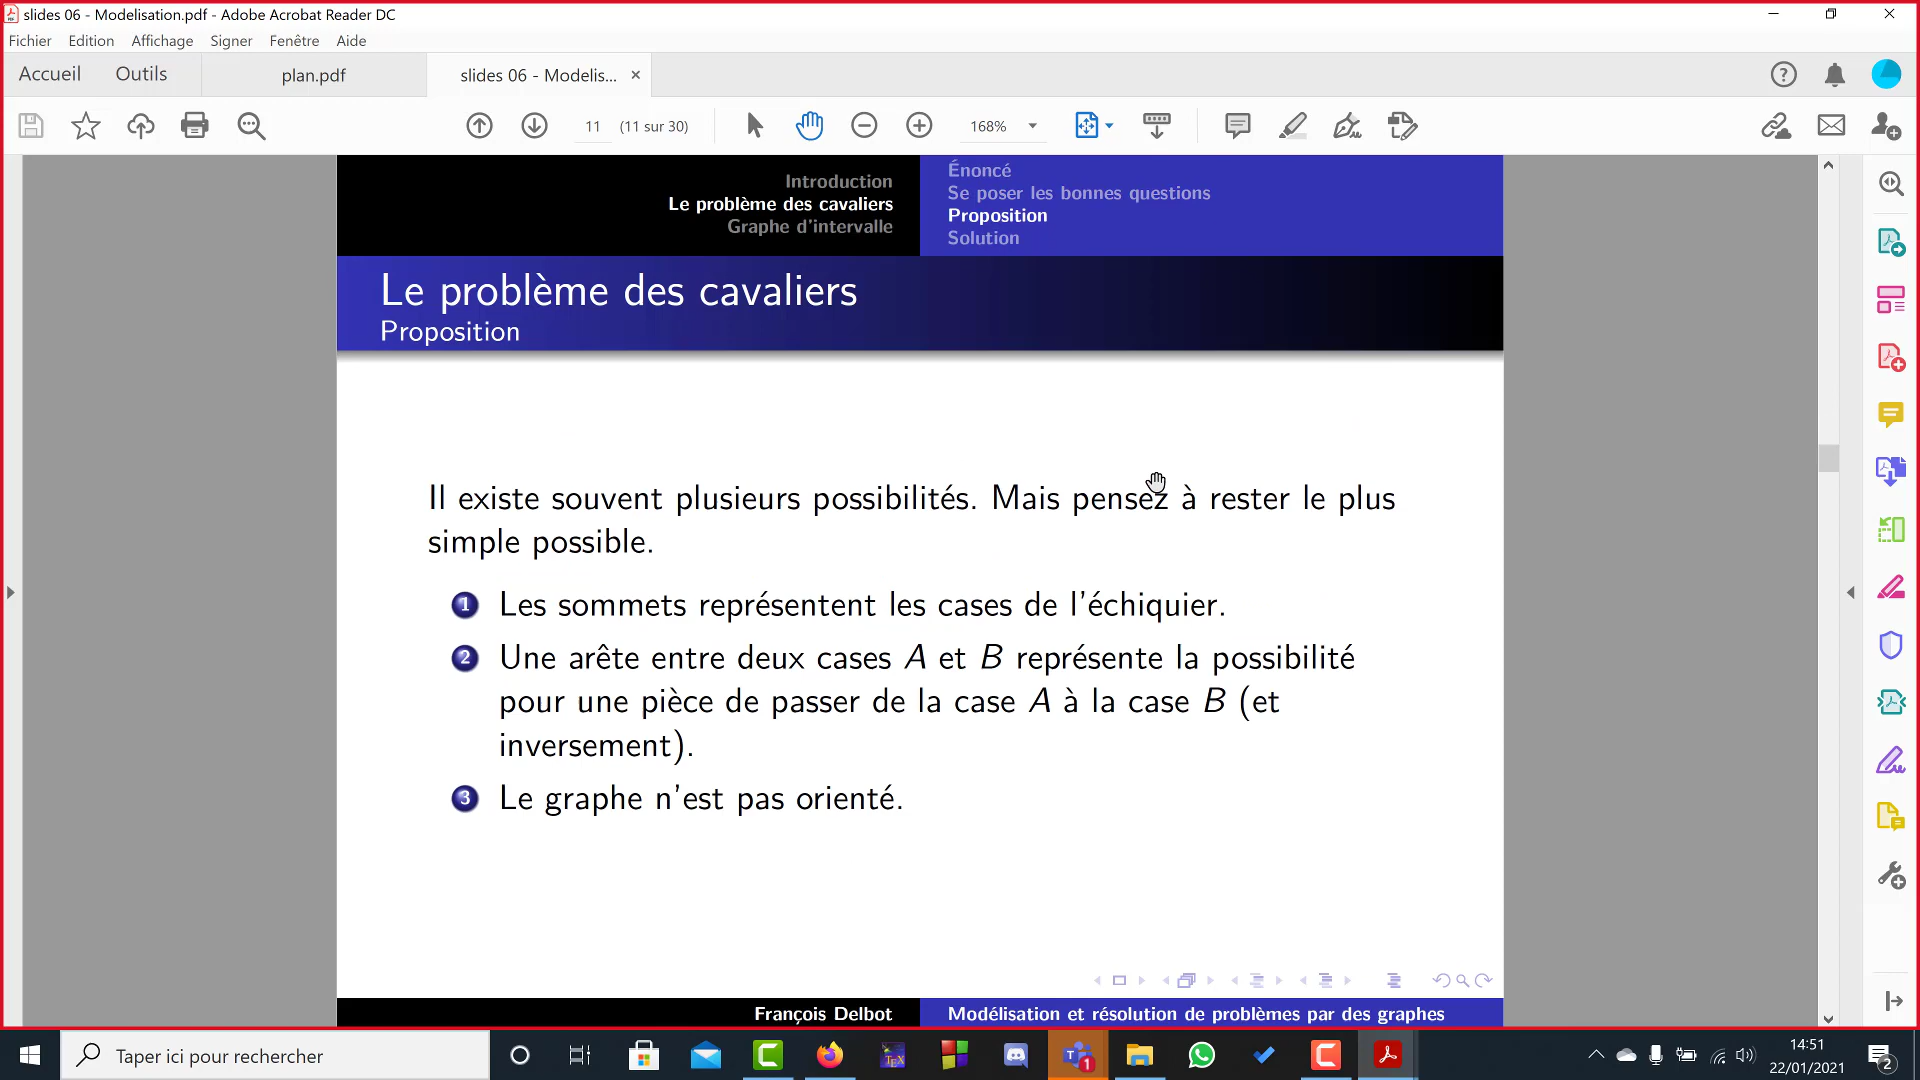 slides 06 - Modelisation.pdf - Adobe Acrobat Reader DC
Fichier Edition Affichage Signer Fenêtre Aide
Accueil Outils plan.pdf slides 06 - Modelis... ×
11 (11 sur 30) 168%
Introduction
Le problème des cavaliers
Graphe d'intervalle
Énoncé
Se poser les bonnes questions
Proposition
Solution
Le problème des cavaliers
Proposition
Il existe souvent plusieurs possibilités. Mais pensez à rester le plus
simple possible.
1 Les sommets représentent les cases de l'échiquier.
2 Une arête entre deux cases A et B représente la possibilité
pour une pièce de passer de la case A à la case B (et
inversement).
3 Le graphe n'est pas orienté.
François Delbot Modélisation et résolution de problèmes par des graphes
Taper ici pour rechercher
TEX
1
14:51
22/01/2021
2